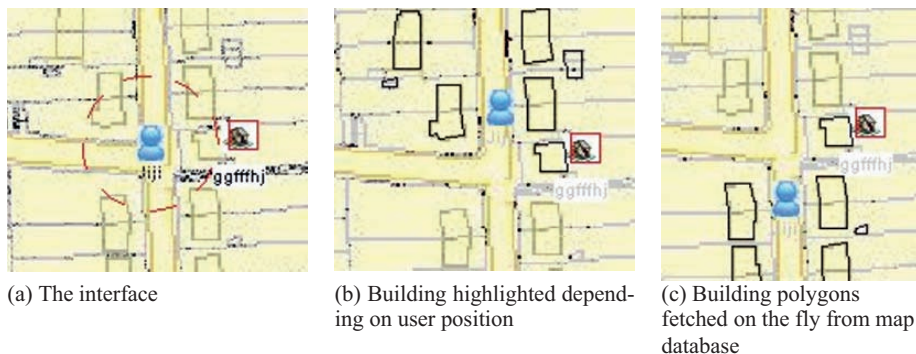 jiji
ggfffhj
jiji
ggfffhj
ggfffhj
jiji
(a) The interface
(b) Building highlighted depend-
ing on user position
(c) Building polygons
fetched on the fly from map
database